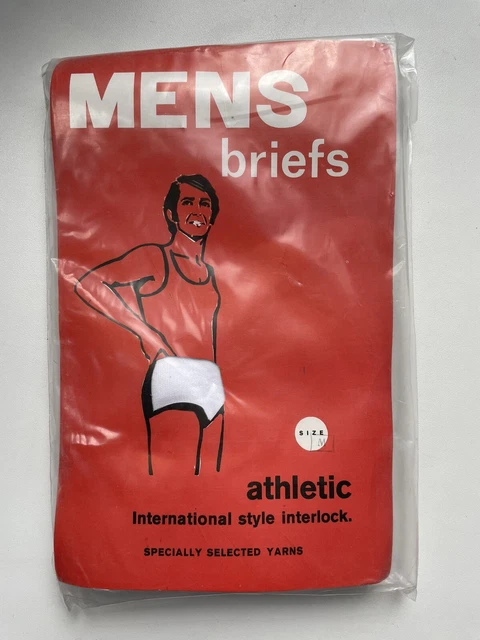 MENS
briefs
SIZE
M
athletic
International style interlock.
SPECIALLY SELECTED YARNS